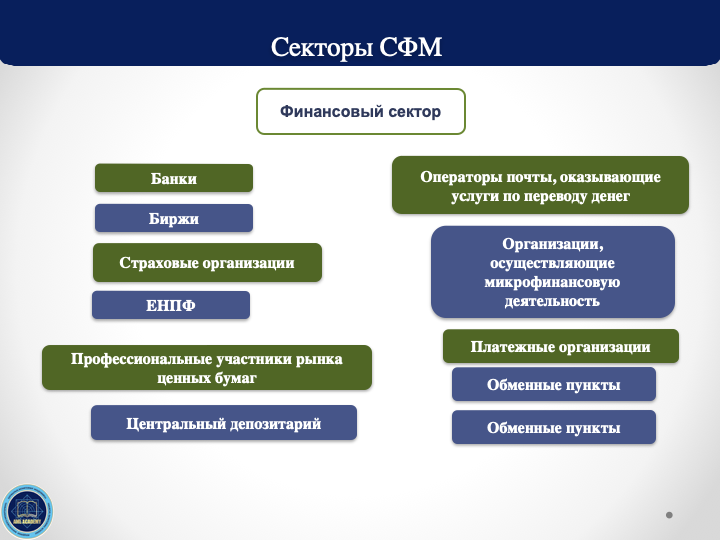 Секторы СФМ
Финансовый сектор
Банки
Биржи
Страховые организации
ЕНПФ
Профессиональные участники рынка
ценных бумаг
Центральный депозитарий
Операторы почты, оказывающие
услуги по переводу денег
Организации,
осуществляющие
микрофинансовую
деятельность
Платежные организации
Обменные пункты
Обменные пункты
AML ACADEMY